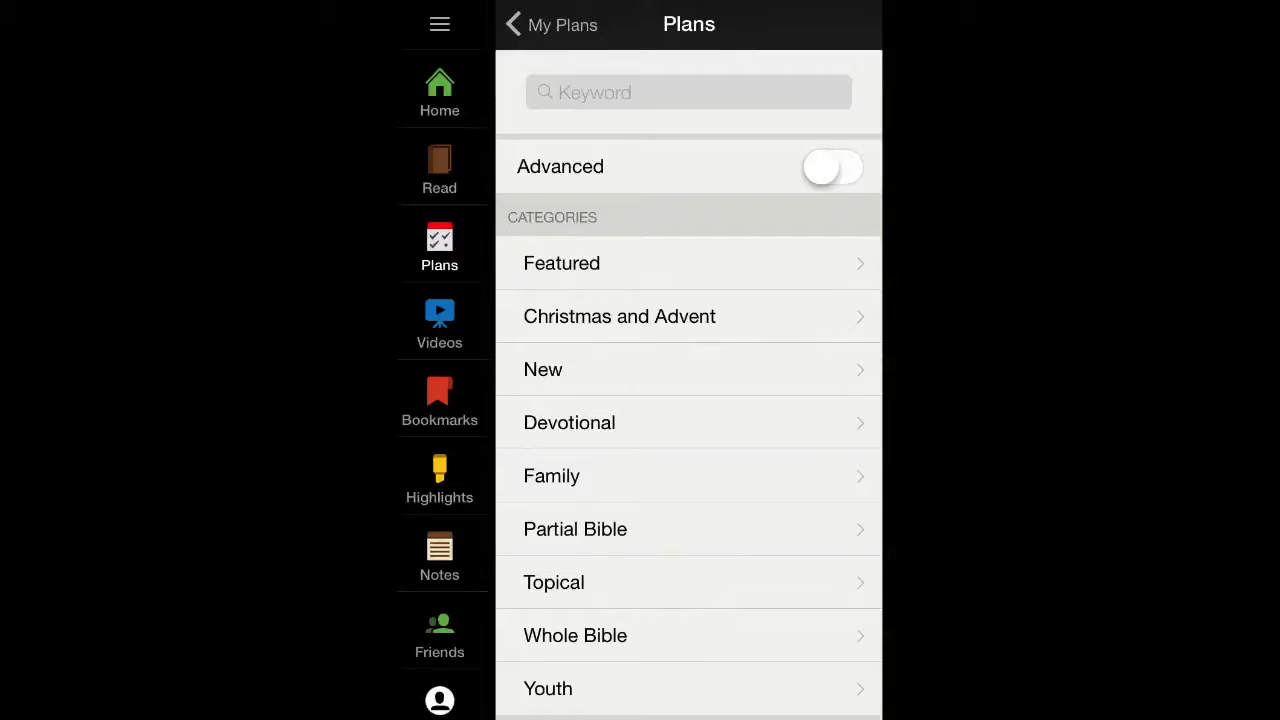 Home
Read
Plans
Videos
Bookmarks
Highlights
Notes
Friends
My Plans
Plans
Keyword
Advanced
CATEGORIES
Featured
Christmas and Advent
New
Devotional
Family
Partial Bible
Topical
Whole Bible
Youth